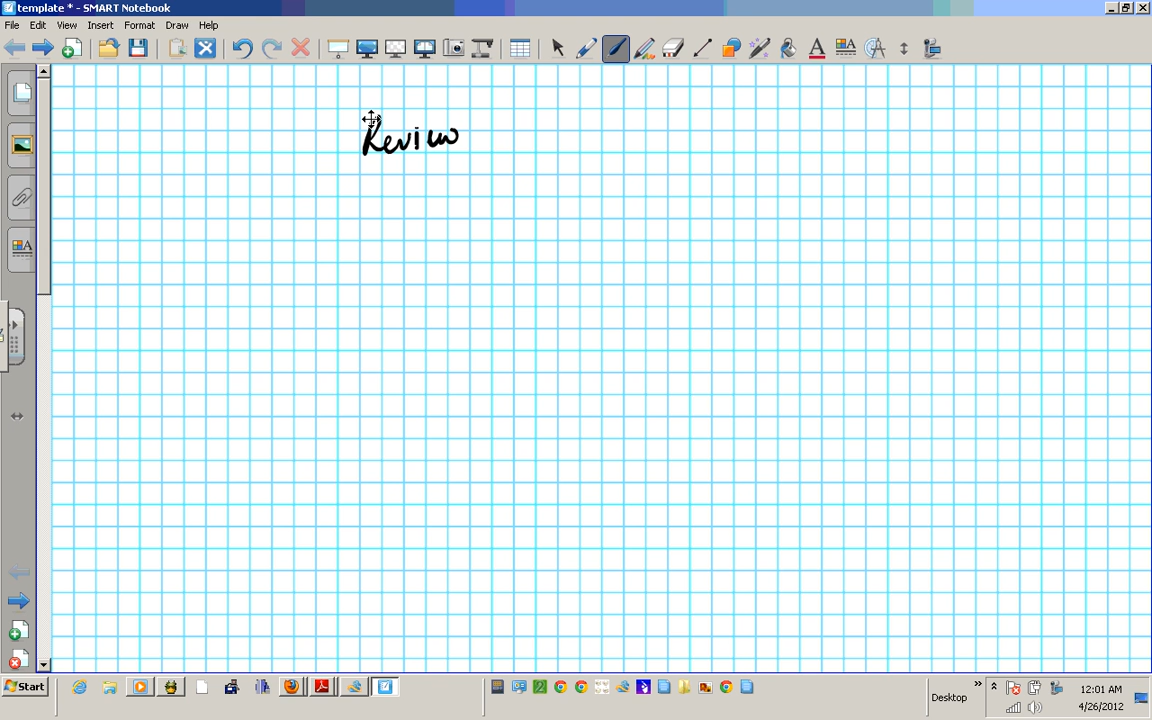 template * - SMART Notebook
File Edit View Insert Format Draw Help
Review
Start
Desktop
12:01 AM
4/26/2012